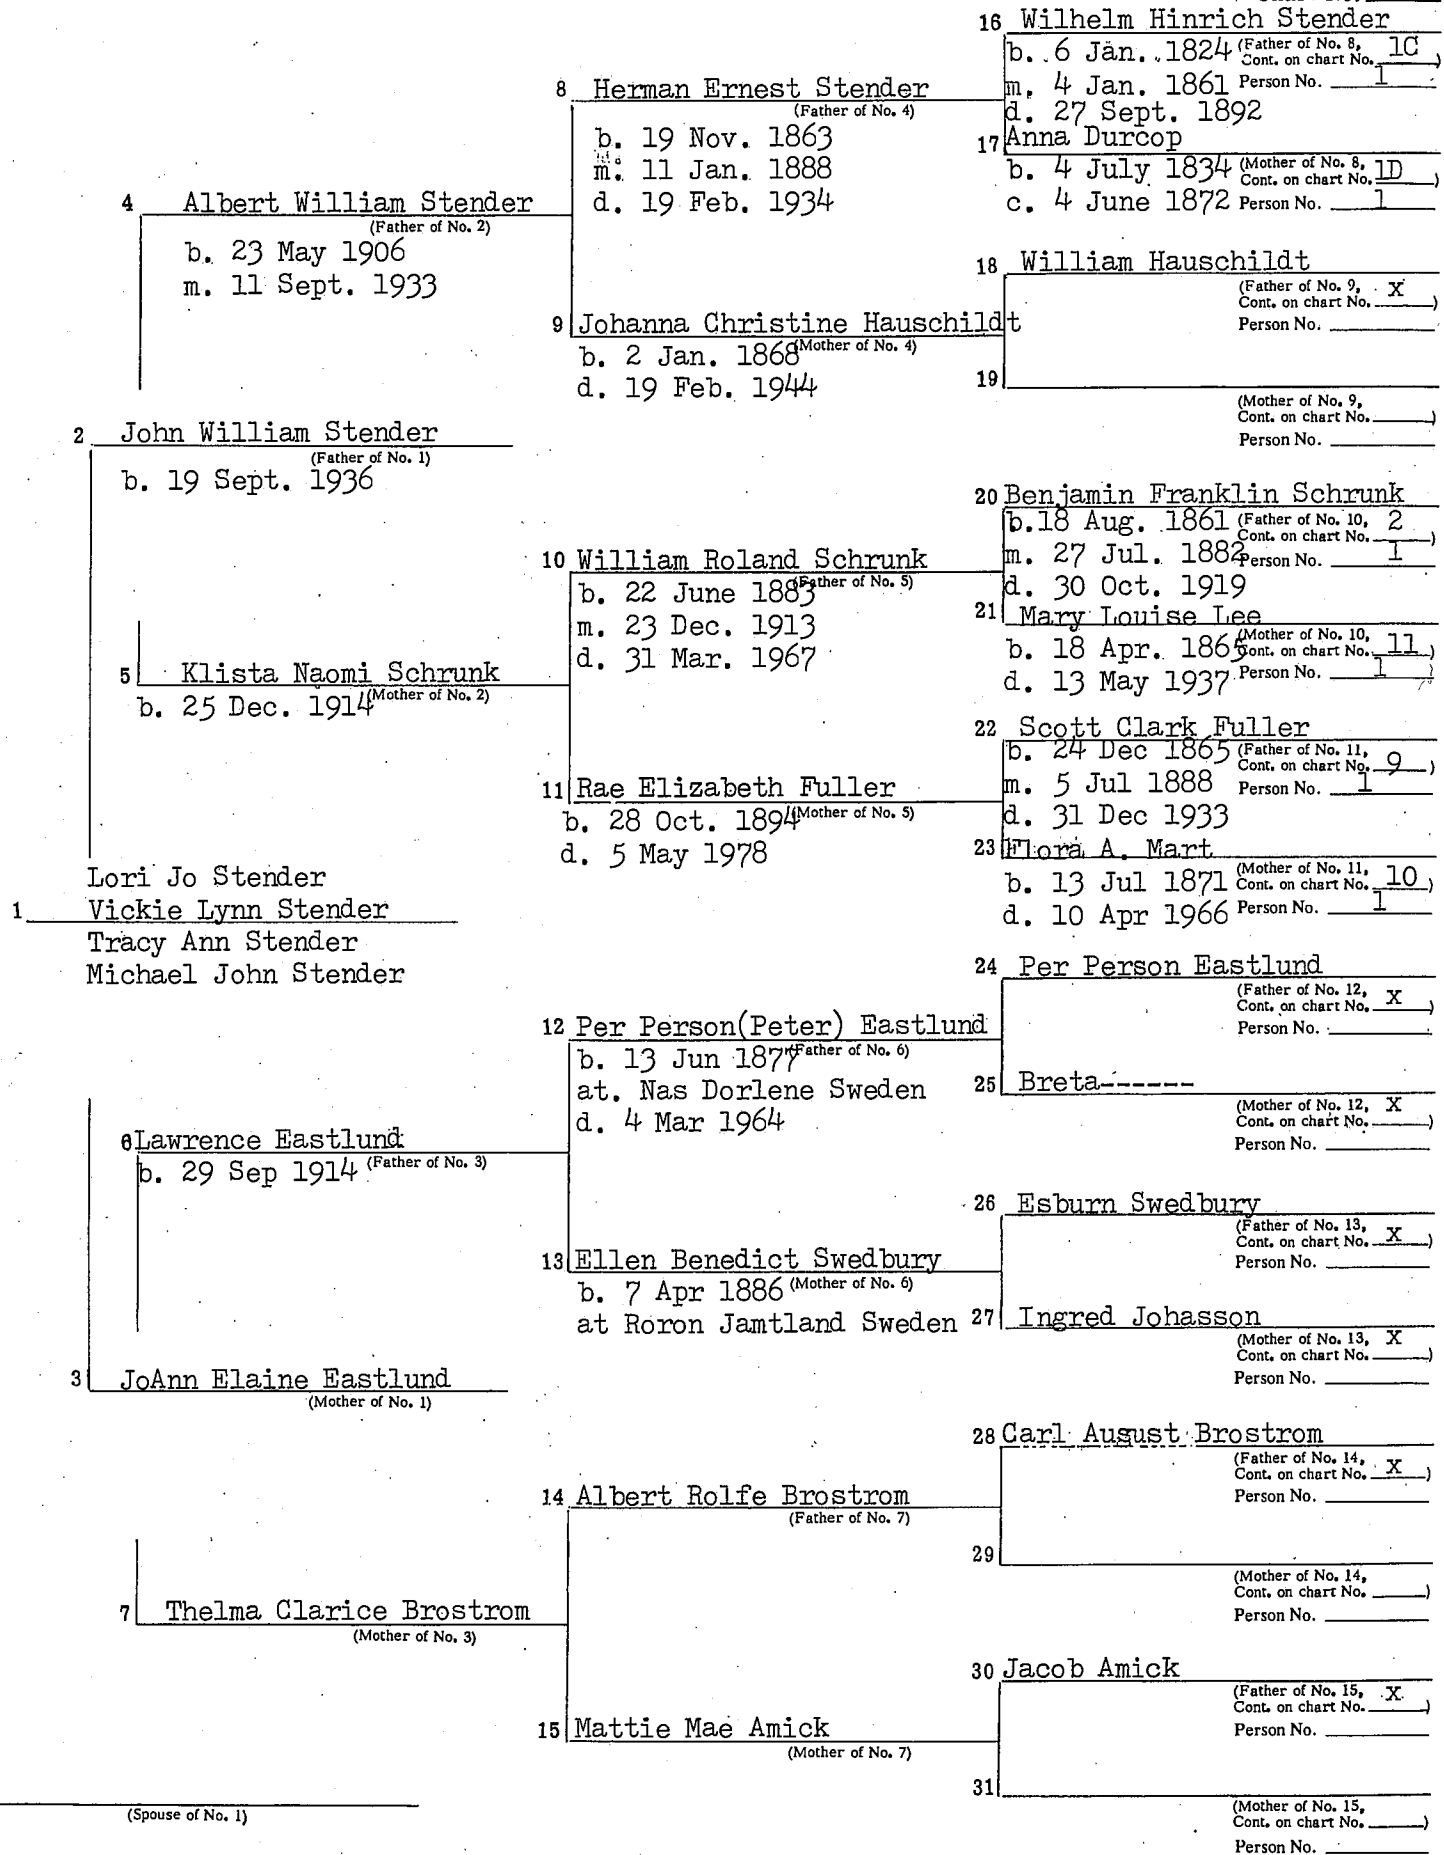 16 Wilhelm Hinrich Stender
b. 6 Jan. 1824 (Father of No. 8,
Cont. on chart No. 1C)
m. 4 Jan. 1861 Person No. 1
d. 27 Sept. 1892
8 Herman Ernest Stender
(Father of No. 4)
b. 19 Nov. 1863
m. 11 Jan. 1888
d. 19 Feb. 1934
17 Anna Durcop
b. 4 July 1834 (Mother of No. 8,
Cont. on chart No. 1D)
c. 4 June 1872 Person No. 1
4 Albert William Stender
(Father of No. 2)
b. 23 May 1906
m. 11 Sept. 1933
18 William Hauschildt
(Father of No. 9,
Cont. on chart No. X)
Person No.
9 Johanna Christine Hauschildt
b. 2 Jan. 1868 (Mother of No. 4)
d. 19 Feb. 1944
19
(Mother of No. 9,
Cont. on chart No. )
Person No.
2 John William Stender
(Father of No. 1)
b. 19 Sept. 1936
20 Benjamin Franklin Schrunk
b.18 Aug. 1861 (Father of No. 10,
Cont. on chart No. 2)
m. 27 Jul. 1882 Person No. 1
d. 30 Oct. 1919
10 William Roland Schrunk
b. 22 June 1883 (Father of No. 5)
m. 23 Dec. 1913
d. 31 Mar. 1967
21 Mary Louise Lee
b. 18 Apr. 1865 (Mother of No. 10,
Cont. on chart No. 11)
d. 13 May 1937 Person No. 1
5 Klista Naomi Schrunk
b. 25 Dec. 1914 (Mother of No. 2)
22 Scott Clark Fuller
b. 24 Dec 1865 (Father of No. 11,
Cont. on chart No. 9)
m. 5 Jul 1888 Person No. 1
d. 31 Dec 1933
11 Rae Elizabeth Fuller
b. 28 Oct. 1894 (Mother of No. 5)
d. 5 May 1978
23 Flora A. Mart
b. 13 Jul 1871 (Mother of No. 11,
Cont. on chart No. 10)
d. 10 Apr 1966 Person No. 1
Lori Jo Stender
1 Vickie Lynn Stender
Tracy Ann Stender
Michael John Stender
24 Per Person Eastlund
(Father of No. 12,
Cont. on chart No. X)
Person No.
12 Per Person(Peter) Eastlund
b. 13 Jun 1877 (Father of No. 6)
at. Nas Dorlene Sweden
d. 4 Mar 1964
25 Breta------
(Mother of No. 12,
Cont. on chart No. X)
Person No.
6 Lawrence Eastlund
b. 29 Sep 1914 (Father of No. 3)
26 Esburn Swedbury
(Father of No. 13,
Cont. on chart No. X)
Person No.
13 Ellen Benedict Swedbury
b. 7 Apr 1886 (Mother of No. 6)
at Roron Jamtland Sweden
27 Ingred Johasson
(Mother of No. 13,
Cont. on chart No. X)
Person No.
3 JoAnn Elaine Eastlund
(Mother of No. 1)
28 Carl August Brostrom
(Father of No. 14,
Cont. on chart No. X)
Person No.
14 Albert Rolfe Brostrom
(Father of No. 7)
29
(Mother of No. 14,
Cont. on chart No. )
Person No.
7 Thelma Clarice Brostrom
(Mother of No. 3)
30 Jacob Amick
(Father of No. 15,
Cont. on chart No. X)
Person No.
15 Mattie Mae Amick
(Mother of No. 7)
31
(Mother of No. 15,
Cont. on chart No. )
Person No.
(Spouse of No. 1)